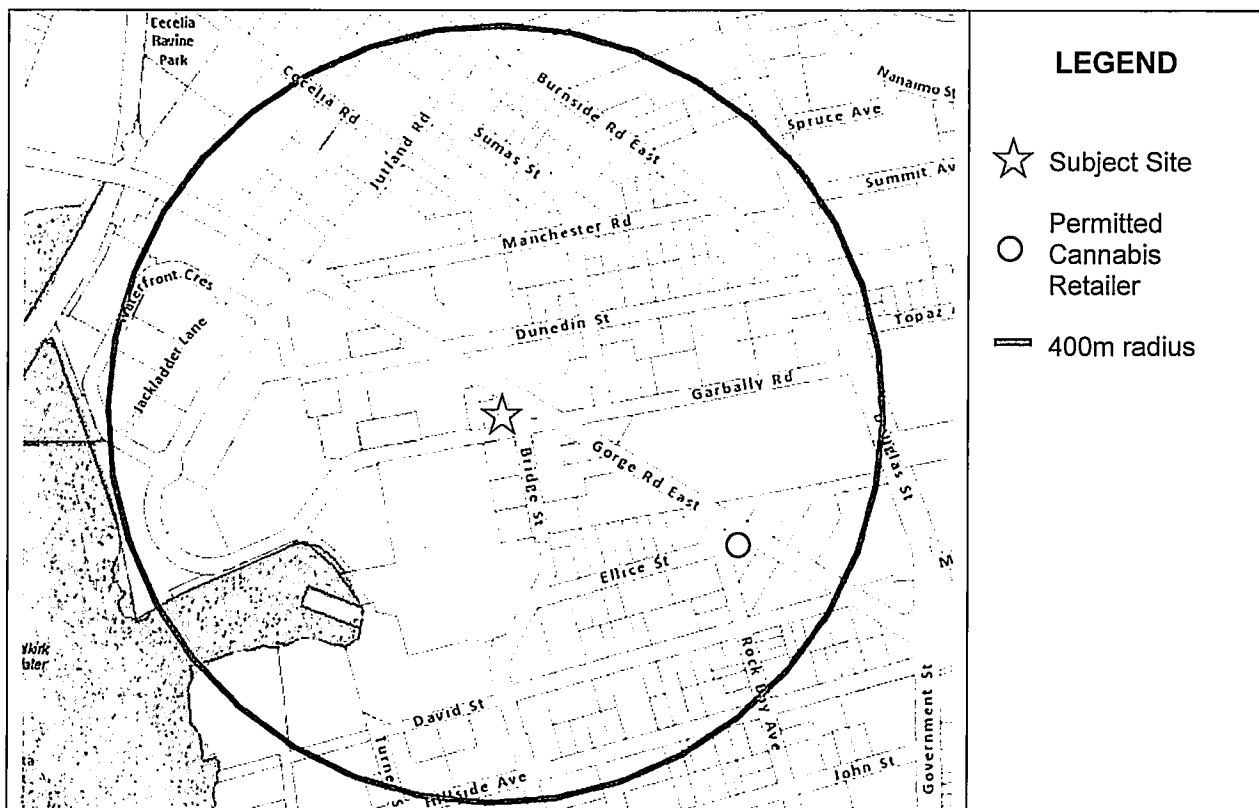 Cecelia
Ravine
Park
Cecelia Rd
Burnside Rd East
Nanaimo St
Spruce Ave
Jutland Rd
Sumas St
Summit Av
Manchester Rd
Waterfront Cres
Jackladder Lane
Dunedin St
Topaz
Garbally Rd
Douglas St
Bridge St
Gorge Rd East
Ellice St
M
Rock Bay Ave
David St
Turne
S
Hillside Ave
John St
Government St
LEGEND
Subject Site
Permitted
Cannabis
Retailer
400m radius